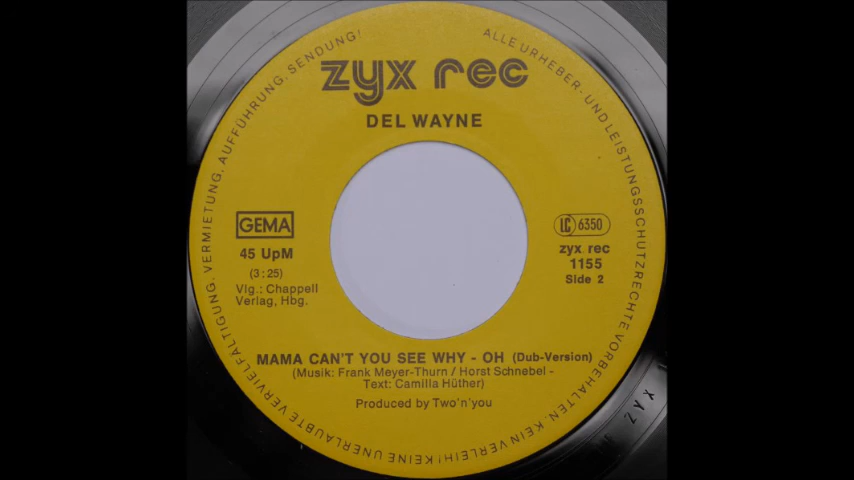 ALLE URHEBER- UND LEISTUNGSSCHUTZRECHTE VORBEHALTEN. KEIN VERLEIH! KEINE UNERLAUBTE VERVIELFALTIGUNG, VERMIETUNG, AUFFÜHRUNG, SENDUNG!
zyx rec
DEL WAYNE
GEMA
45 UpM
(3:25)
Vlg.: Chappell
Verlag, Hbg.
LC 6350
zyx rec
1155
Side 2
MAMA CAN'T YOU SEE WHY - OH (Dub-Version)
(Musik: Frank Meyer-Thurn / Horst Schnebel -
Text: Camilla Hüther)
Produced by Two'n'you
ZYX